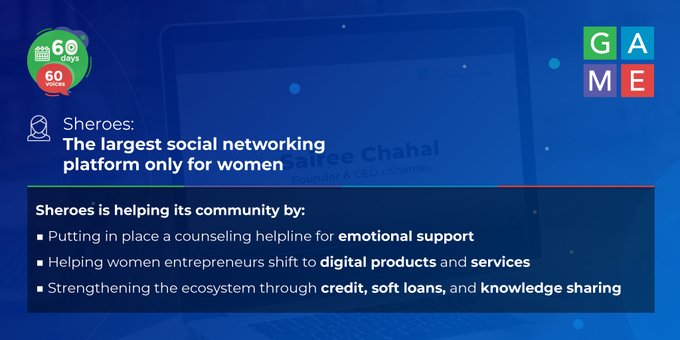 60
days
60
voices
G A
M E
Sheroes:
The largest social networking
platform only for women
Sairee Chahal
Founder & CEO - Sheroes
Sheroes is helping its community by:
Putting in place a counseling helpline for emotional support
Helping women entrepreneurs shift to digital products and services
Strengthening the ecosystem through credit, soft loans, and knowledge sharing